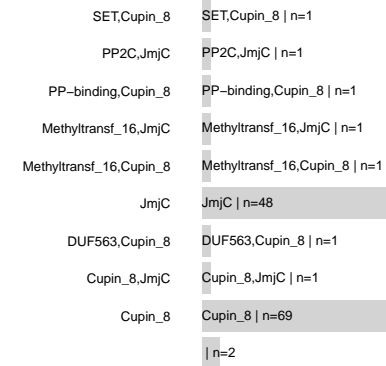 SET,Cupin_8 SET,Cupin_8 | n=1
PP2C,JmjC PP2C,JmjC | n=1
PP−binding,Cupin_8 PP−binding,Cupin_8 | n=1
Methyltransf_16,JmjC Methyltransf_16,JmjC | n=1
Methyltransf_16,Cupin_8 Methyltransf_16,Cupin_8 | n=1
JmjC JmjC | n=48
DUF563,Cupin_8 DUF563,Cupin_8 | n=1
Cupin_8,JmjC Cupin_8,JmjC | n=1
Cupin_8 Cupin_8 | n=69
| n=2